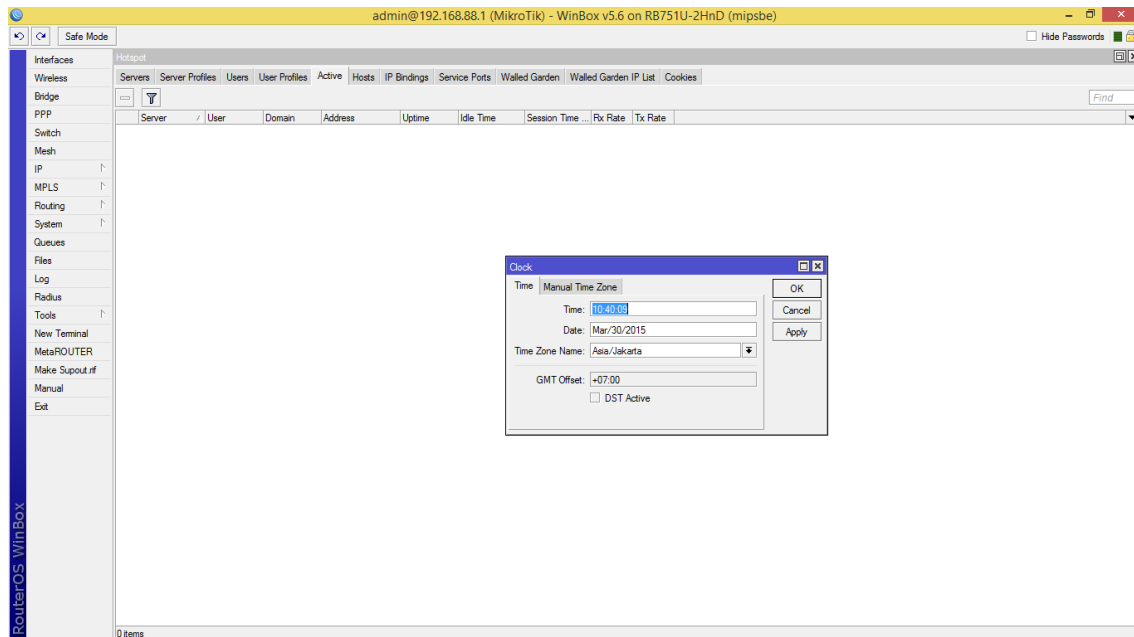 admin@192.168.88.1 (MikroTik) - WinBox v5.6 on RB751U-2HnD (mipsbe)
Safe Mode
Hide Passwords
Interfaces
Wireless
Bridge
PPP
Switch
Mesh
IP
MPLS
Routing
System
Queues
Files
Log
Radius
Tools
New Terminal
MetaROUTER
Make Supout.rif
Manual
Exit
RouterOS WinBox
Hotspot
Servers Server Profiles Users User Profiles Active Hosts IP Bindings Service Ports Walled Garden Walled Garden IP List Cookies
Find
Server User Domain Address Uptime Idle Time Session Time ... Rx Rate Tx Rate
Clock
Time Manual Time Zone
Time: 10:40:09
Date: Mar/30/2015
Time Zone Name: Asia/Jakarta
GMT Offset: +07:00
DST Active
OK
Cancel
Apply
0 items